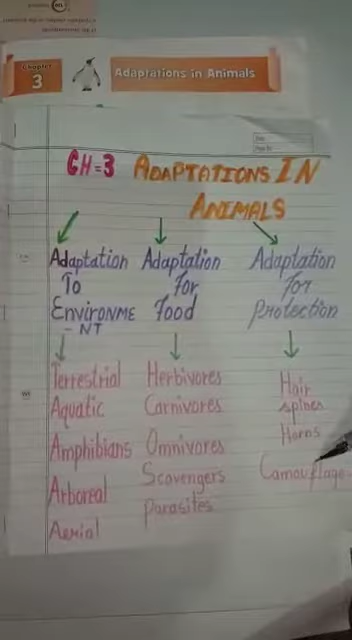 Chapter
3
Adaptations in Animals
CH=3 ADAPTATIONS IN
ANIMALS
Adaptation
To
ENVIRONME
-NT
Terrestrial
Aquatic
Amphibians
Arboreal
Aerial
Adaptation
For
Food
Herbivores
Carnivores
Omnivores
Scavengers
Parasites
Adaptation
For
Protection
Hair
spines
Horns
Camouflage